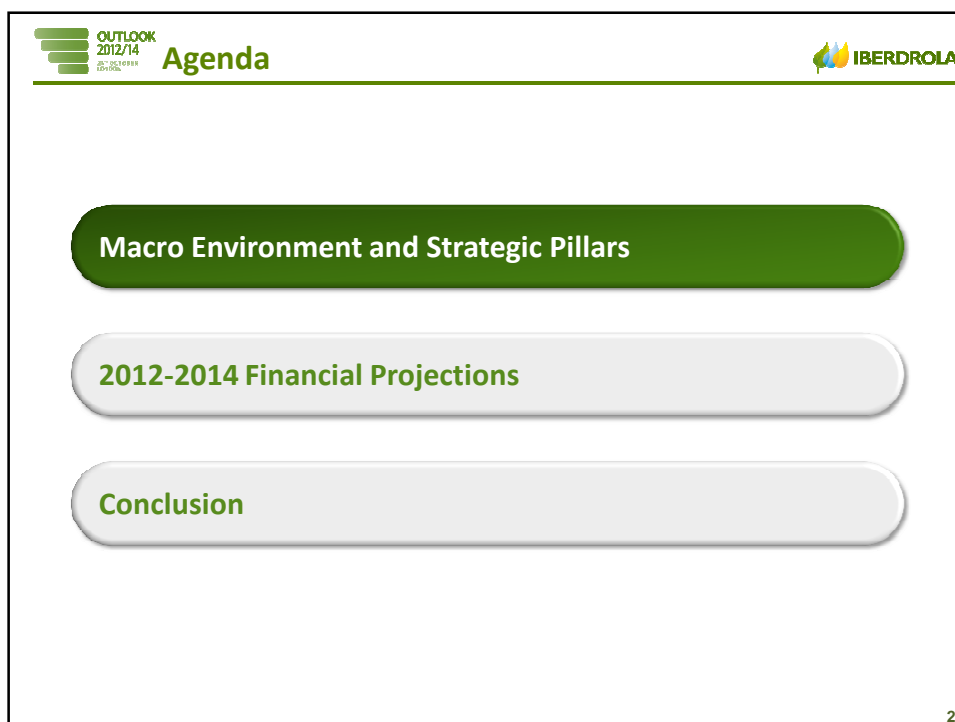 OUTLOOK
2012/14
Agenda
IBERDROLA
Macro Environment and Strategic Pillars
2012-2014 Financial Projections
Conclusion
2